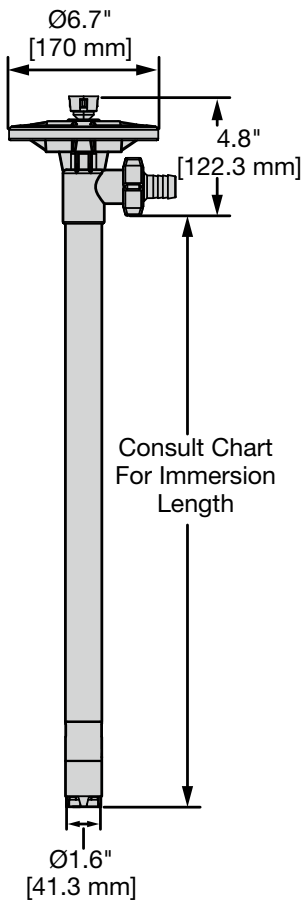 Ø6.7"
[170 mm]
4.8"
[122.3 mm]
Consult Chart
For Immersion
Length
Ø1.6"
[41.3 mm]